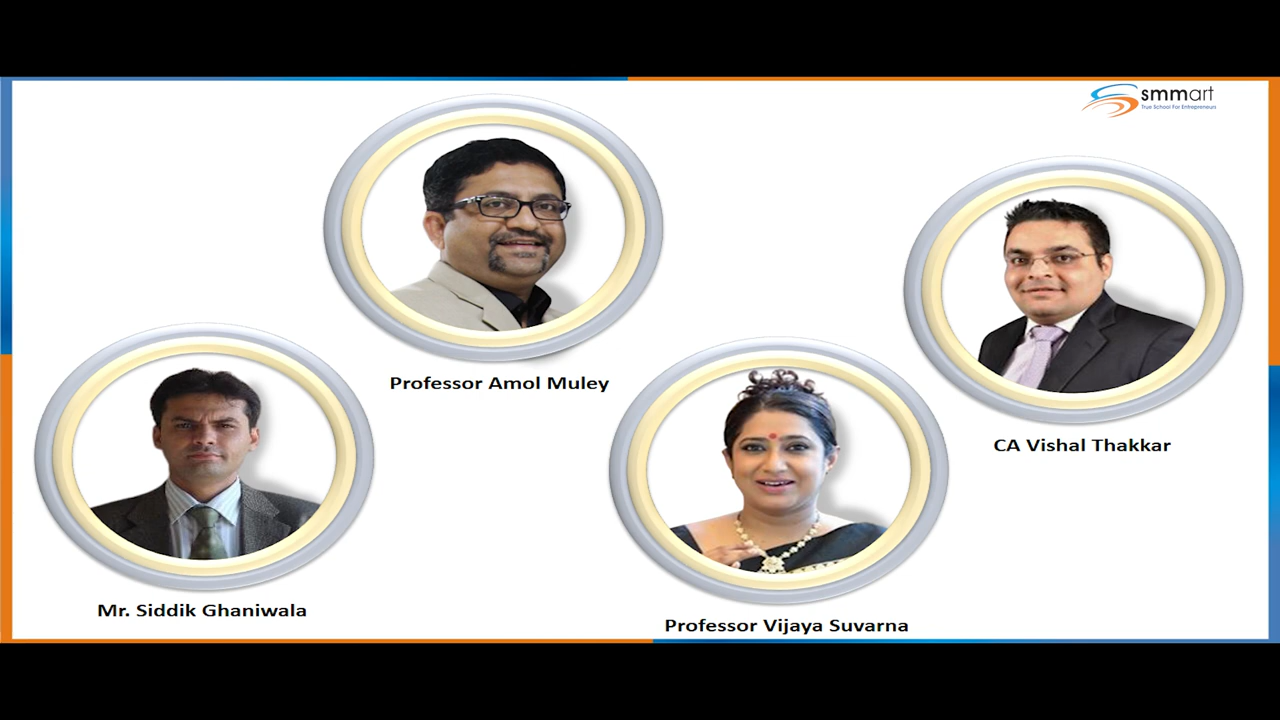 smmart
True School For Entrepreneurs
Professor Amol Muley
CA Vishal Thakkar
Mr. Siddik Ghaniwala
Professor Vijaya Suvarna